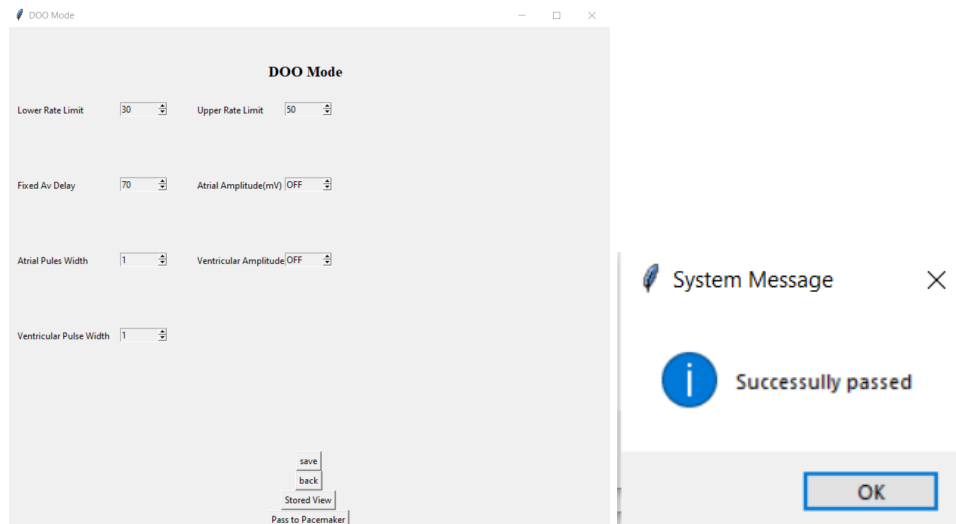 DOO Mode
DOO Mode
Lower Rate Limit 30 Upper Rate Limit 50
Fixed Av Delay 70 Atrial Amplitude(mV) OFF
Atrial Pules Width 1 Ventricular Amplitude OFF
Ventricular Pulse Width 1
save
back
Stored View
Pass to Pacemaker
System Message
Successully passed
OK